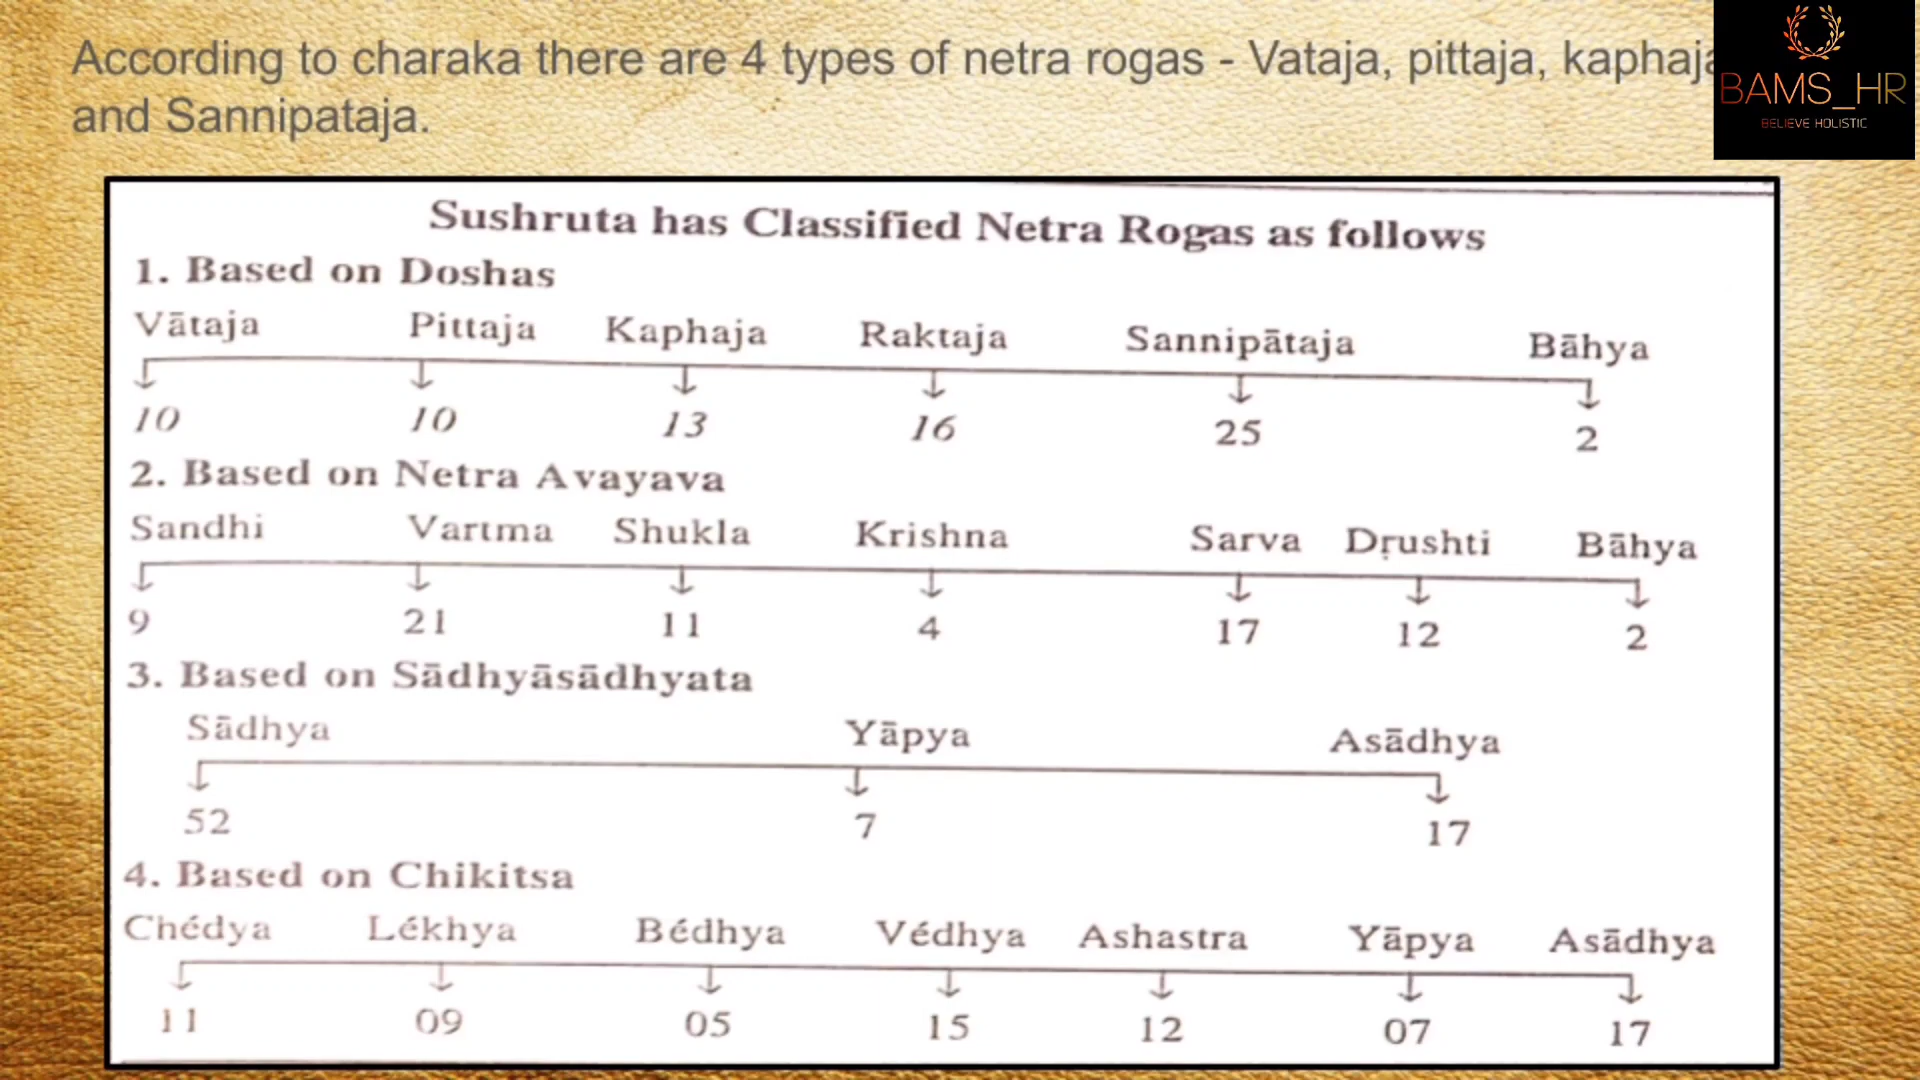 According to charaka there are 4 types of netra rogas - Vataja, pittaja, kaphaja
and Sannipataja.
BAMS_HR
BELIEVE HOLISTIC
Sushruta has Classified Netra Rogas as follows
1. Based on Doshas
Vātaja Pittaja Kaphaja Raktaja Sannipātaja Bāhya
10 10 13 16 25 2
2. Based on Netra Avayava
Sandhi Vartma Shukla Krishna Sarva Dṛushti Bāhya
9 21 11 4 17 12 2
3. Based on Sādhyāsādhyata
Sādhya Yāpya Asādhya
52 7 17
4. Based on Chikitsa
Chédya Lékhya Bédhya Védhya Ashastra Yāpya Asādhya
11 09 05 15 12 07 17